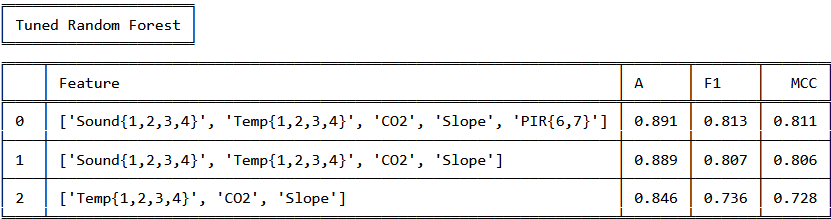 Tuned Random Forest
Feature A F1 MCC
0 ['Sound{1,2,3,4}', 'Temp{1,2,3,4}', 'CO2', 'Slope', 'PIR{6,7}'] 0.891 0.813 0.811
1 ['Sound{1,2,3,4}', 'Temp{1,2,3,4}', 'CO2', 'Slope'] 0.889 0.807 0.806
2 ['Temp{1,2,3,4}', 'CO2', 'Slope'] 0.846 0.736 0.728